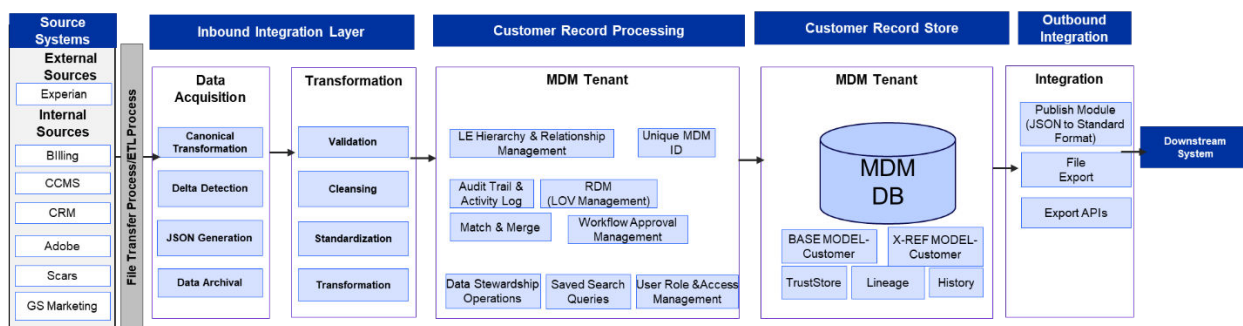 Source
Systems
External
Sources
Experian
Internal
Sources
BIlling
CCMS
CRM
Adobe
Scars
GS Marketing
File Transfer Process/ETL Process
Inbound Integration Layer
Data
Acquisition
Canonical
Transformation
Delta Detection
JSON Generation
Data Archival
Transformation
Validation
Cleansing
Standardization
Transformation
Customer Record Processing
MDM Tenant
LE Hierarchy & Relationship
Management
Unique MDM
ID
Audit Trail &
Activity Log
RDM
(LOV Management)
Match & Merge
Workflow Approval
Management
Data Stewardship
Operations
Saved Search
Queries
User Role &Access
Management
Customer Record Store
MDM Tenant
MDM
DB
BASE MODEL-
Customer
X-REF MODEL-
Customer
TrustStore
Lineage
History
Outbound
Integration
Integration
Publish Module
(JSON to Standard
Format)
File
Export
Export APIs
Downstream
System